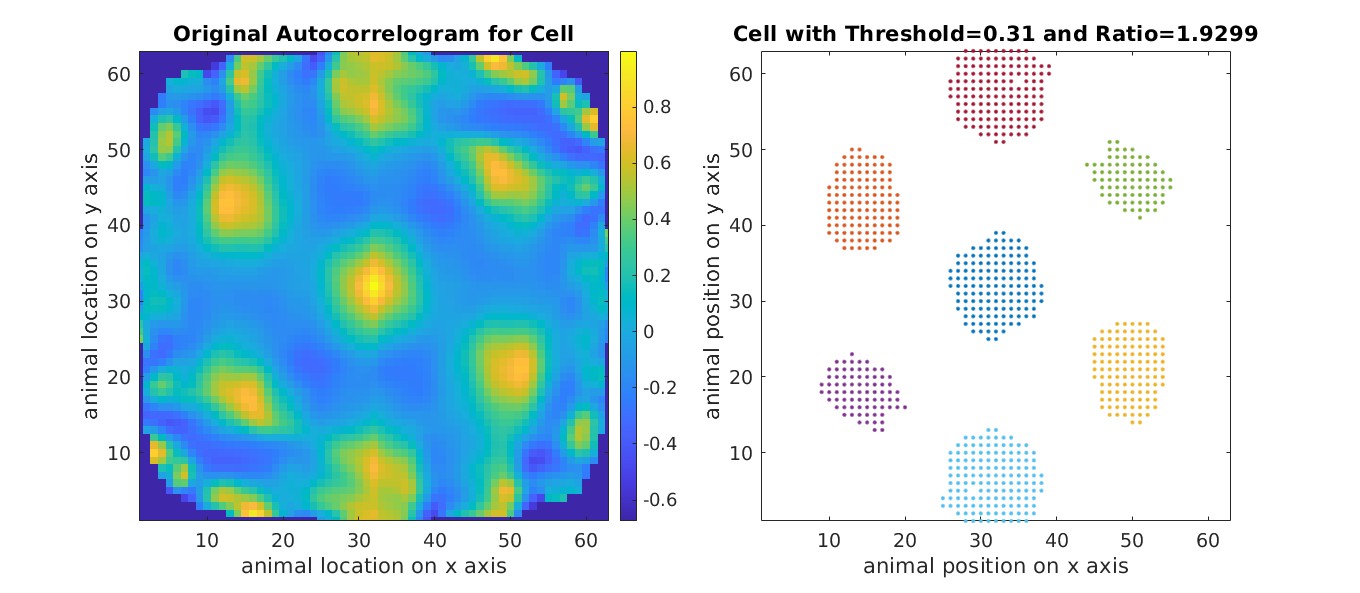 Original Autocorrelogram for Cell
60
50
40
30
20
10
10 20 30 40 50 60
animal location on y axis
animal location on x axis
0.8
0.6
0.4
0.2
0
-0.2
-0.4
-0.6
Cell with Threshold=0.31 and Ratio=1.9299
60
50
40
30
20
10
10 20 30 40 50 60
animal position on y axis
animal position on x axis